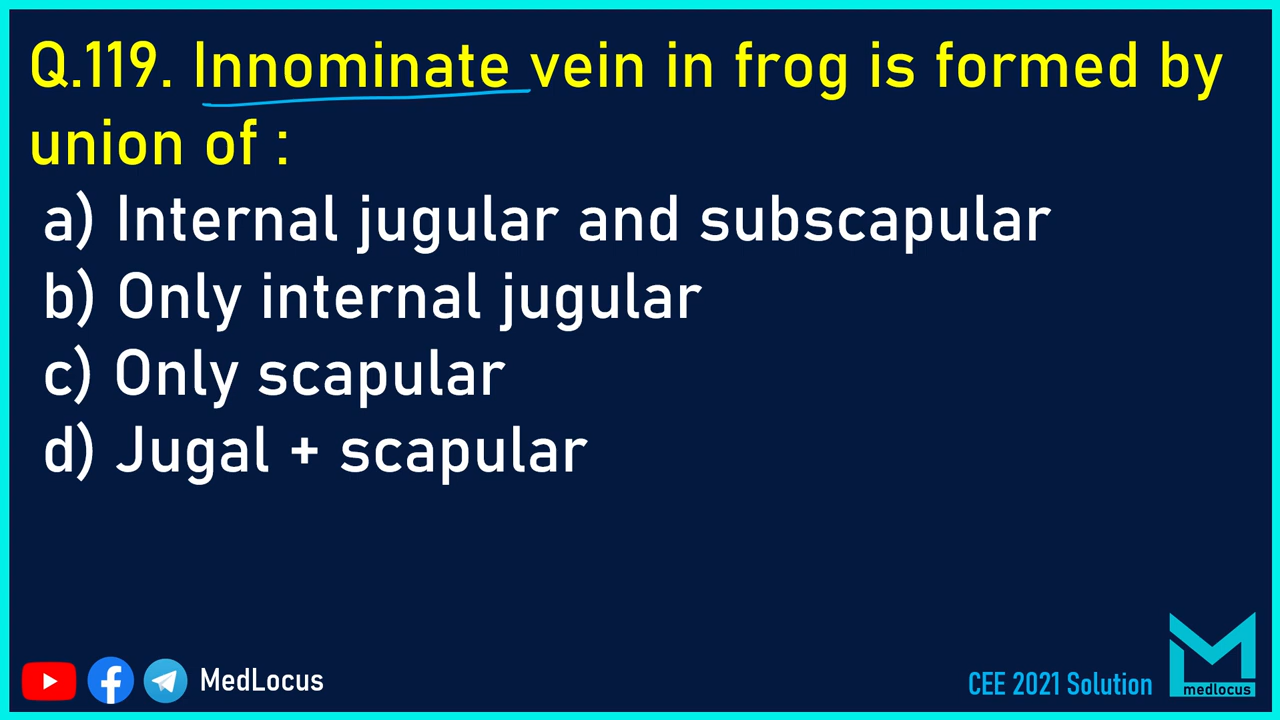 Q.119. Innominate vein in frog is formed by
union of :
a) Internal jugular and subscapular
b) Only internal jugular
c) Only scapular
d) Jugal + scapular
MedLocus
CEE 2021 Solution
medlocus